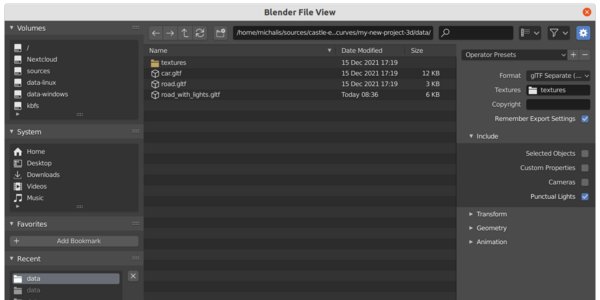 Blender File View
Volumes
/
Nextcloud
sources
data-linux
data-windows
kbfs
System
Home
Desktop
Downloads
Videos
Music
Favorites
Add Bookmark
Recent
data
data
/home/michalis/sources/castle-e...curves/my-new-project-3d/data/
Name Date Modified Size
textures 15 Dec 2021 17:19
car.gltf 15 Dec 2021 17:19 12 KB
road.gltf 15 Dec 2021 17:19 3 KB
road_with_lights.gltf Today 08:36 6 KB
Operator Presets
Format glTF Separate (...
Textures textures
Copyright
Remember Export Settings
Include
Selected Objects
Custom Properties
Cameras
Punctual Lights
Transform
Geometry
Animation